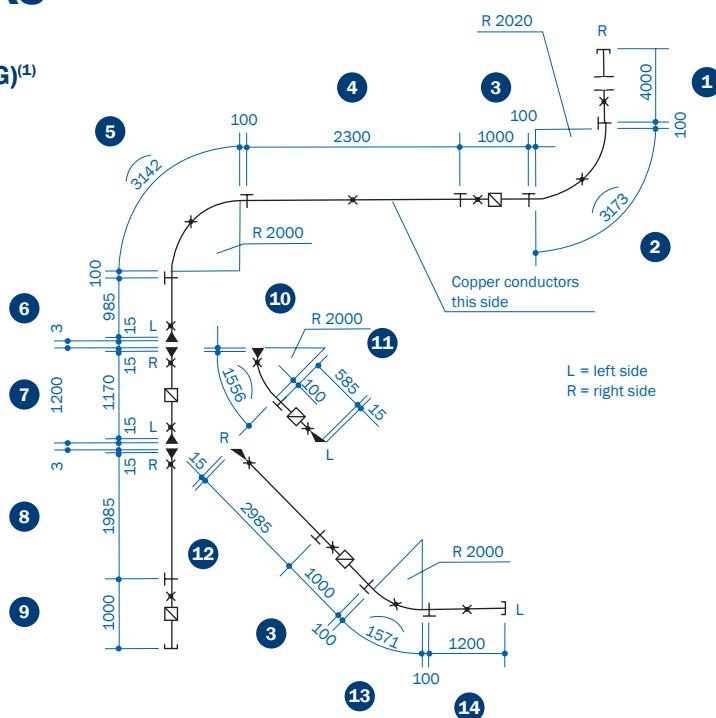 G)(1)
R 2020
R
1
4
3
4000
5
100
2300
1000
100
100
3142
3173
R 2000
2
100
Copper conductors
this side
6
985
3
15
L
10
R 2000
11
15
R
585
L = left side
R = right side
7
1200
1170
1556
100
15
15
L
R
L
3
15
R
15
8
1985
2985
12
R 2000
9
1000
1000
L
3
100
1571
1200
100
13
14